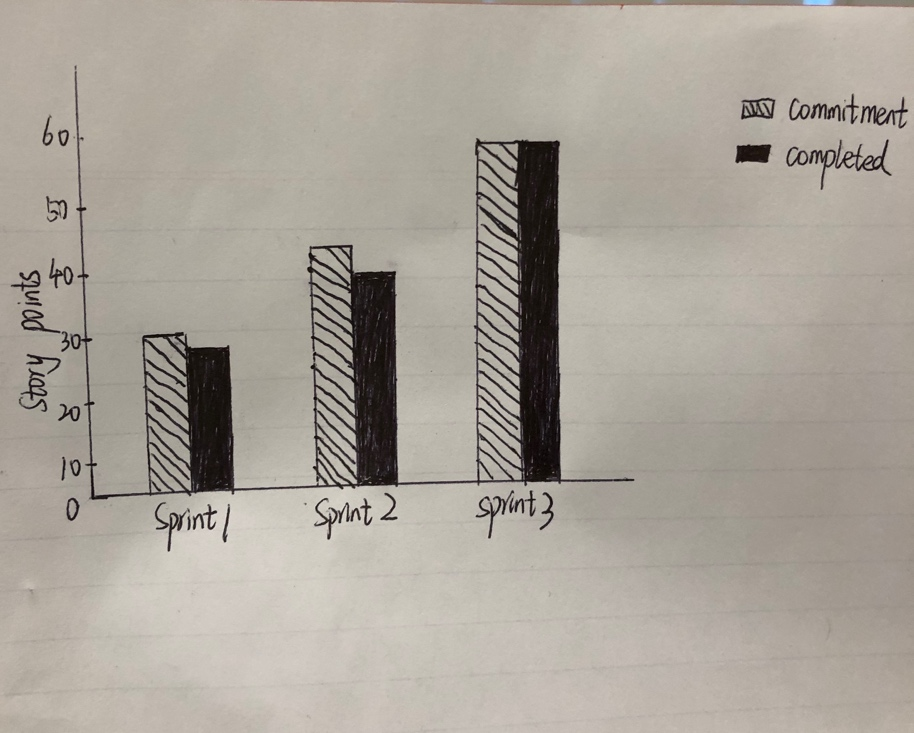 commitment
completed
60
50
40
30
20
10
0
Story points
Sprint 1
Sprint 2
sprint 3